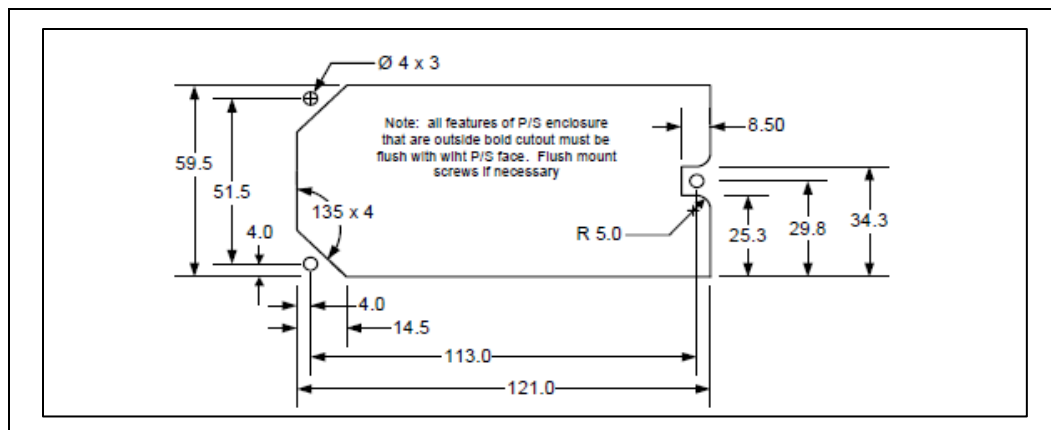 Ø 4 x 3
Note: all features of P/S enclosure
that are outside bold cutout must be
flush with wiht P/S face. Flush mount
screws if necessary
8.50
59.5
51.5
135 x 4
4.0
R 5.0
25.3
29.8
34.3
4.0
14.5
113.0
121.0